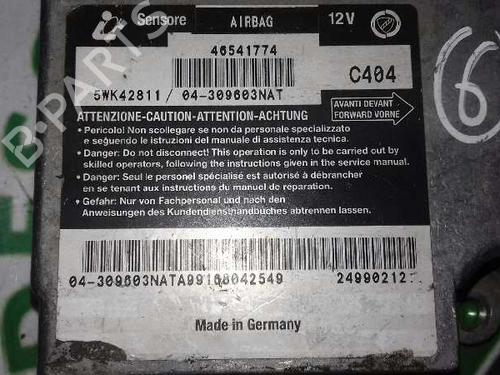 Sensore AIRBAG 12V
46541774
5WK42811 / 04-309603NAT
C404
AVANTI DEVANT
FORWARD VORNE
ATTENZIONE-CAUTION-ATTENTION-ACHTUNG
• Pericolo! Non scollegare se non da personale specializzato
e seguendo le istruzioni del manuale di assistenza tecnica.
• Danger: Do not disconnect! This operation is only to be carried out by
skilled operators, following the instructions given in the service manual.
• Danger: Seul le personel spécialisé est autorisé à débrancher
en se tenant aux instructions du manuel de réparation.
• Gefahr: Nur von Fachpersonal und nach den
Anweisungen des Kundendiensthandbuches abtrennen lassen.
04-309603NATA99168042549
24990212
Made in Germany
(6
B-PARTS